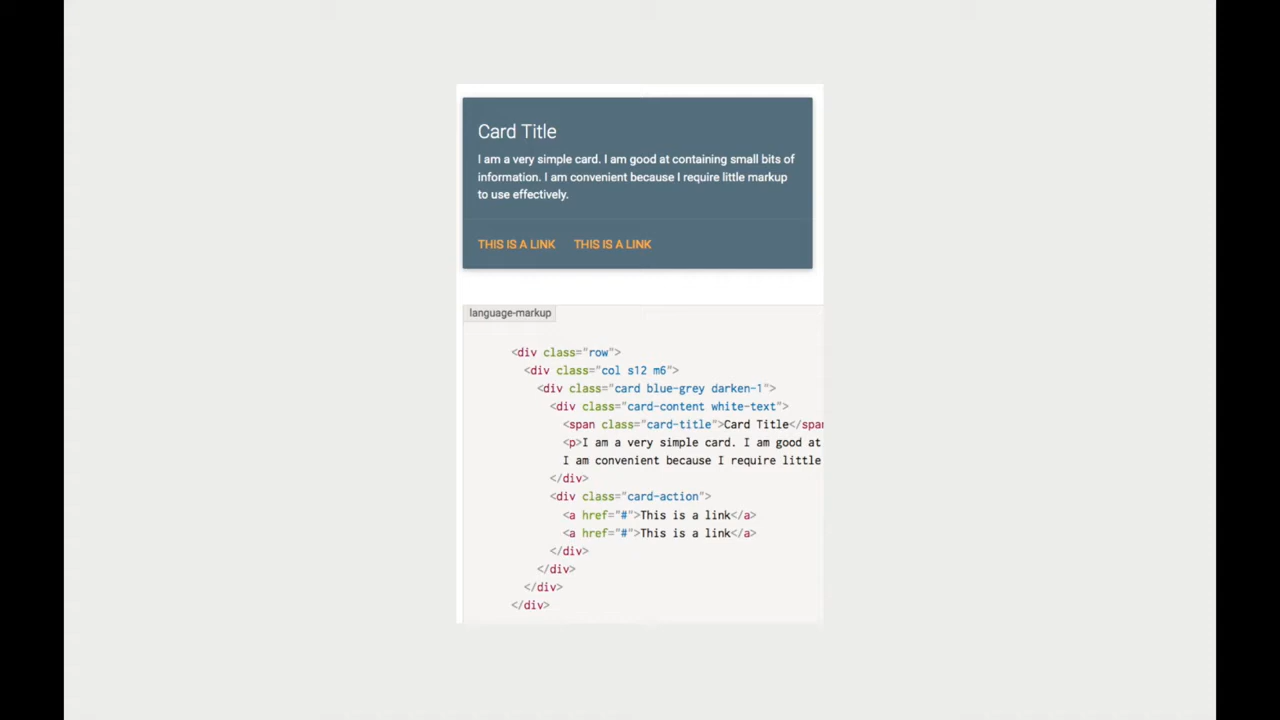 Card Title
I am a very simple card. I am good at containing small bits of
information. I am convenient because I require little markup
to use effectively.
THIS IS A LINK THIS IS A LINK
language-markup
<div class="row">
<div class="col s12 m6">
<div class="card blue-grey darken-1">
<div class="card-content white-text">
<span class="card-title">Card Title</span
<p>I am a very simple card. I am good at
I am convenient because I require little
</div>
<div class="card-action">
<a href="#">This is a link</a>
<a href="#">This is a link</a>
</div>
</div>
</div>
</div>